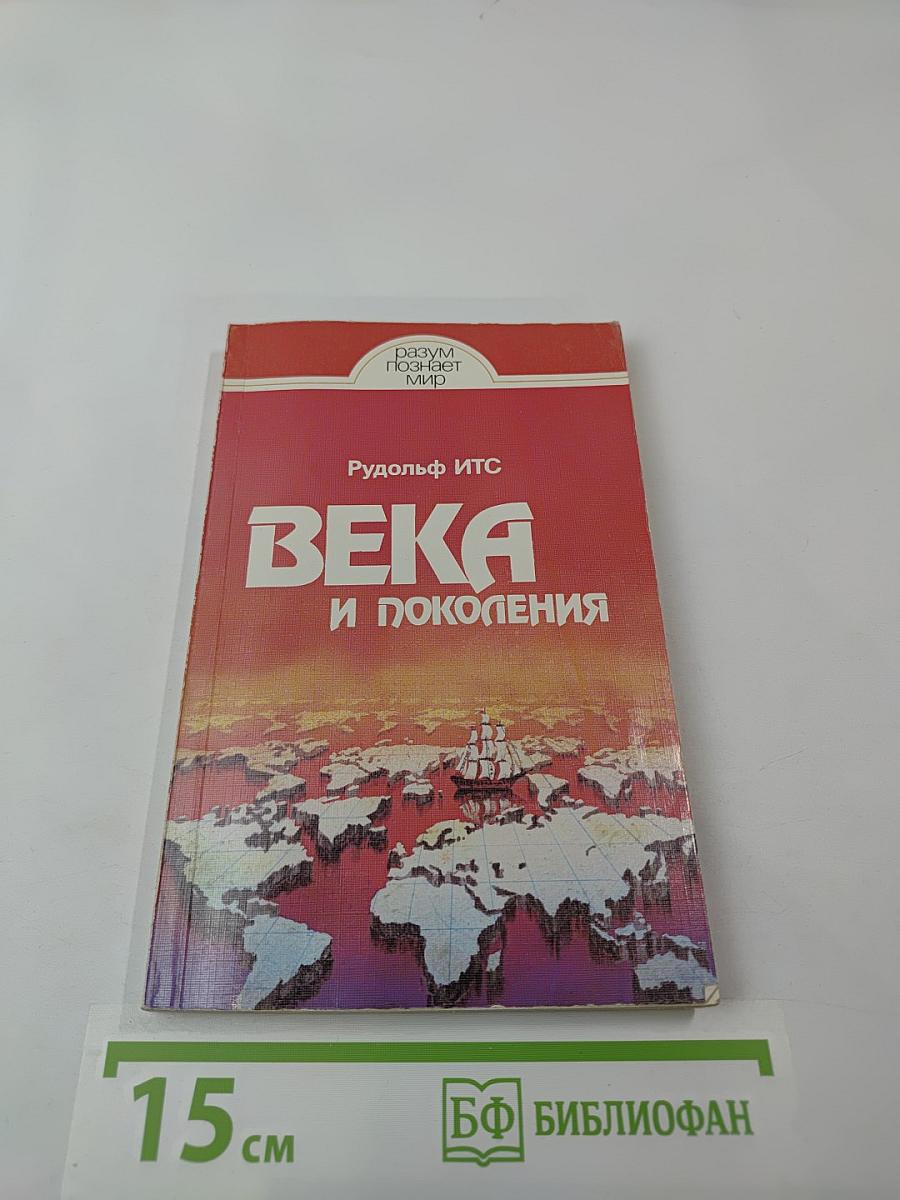 разум
познает
мир
Рудольф ИТС
ВЕКА
и поколения
15 см
БФ БИБЛИОФАН